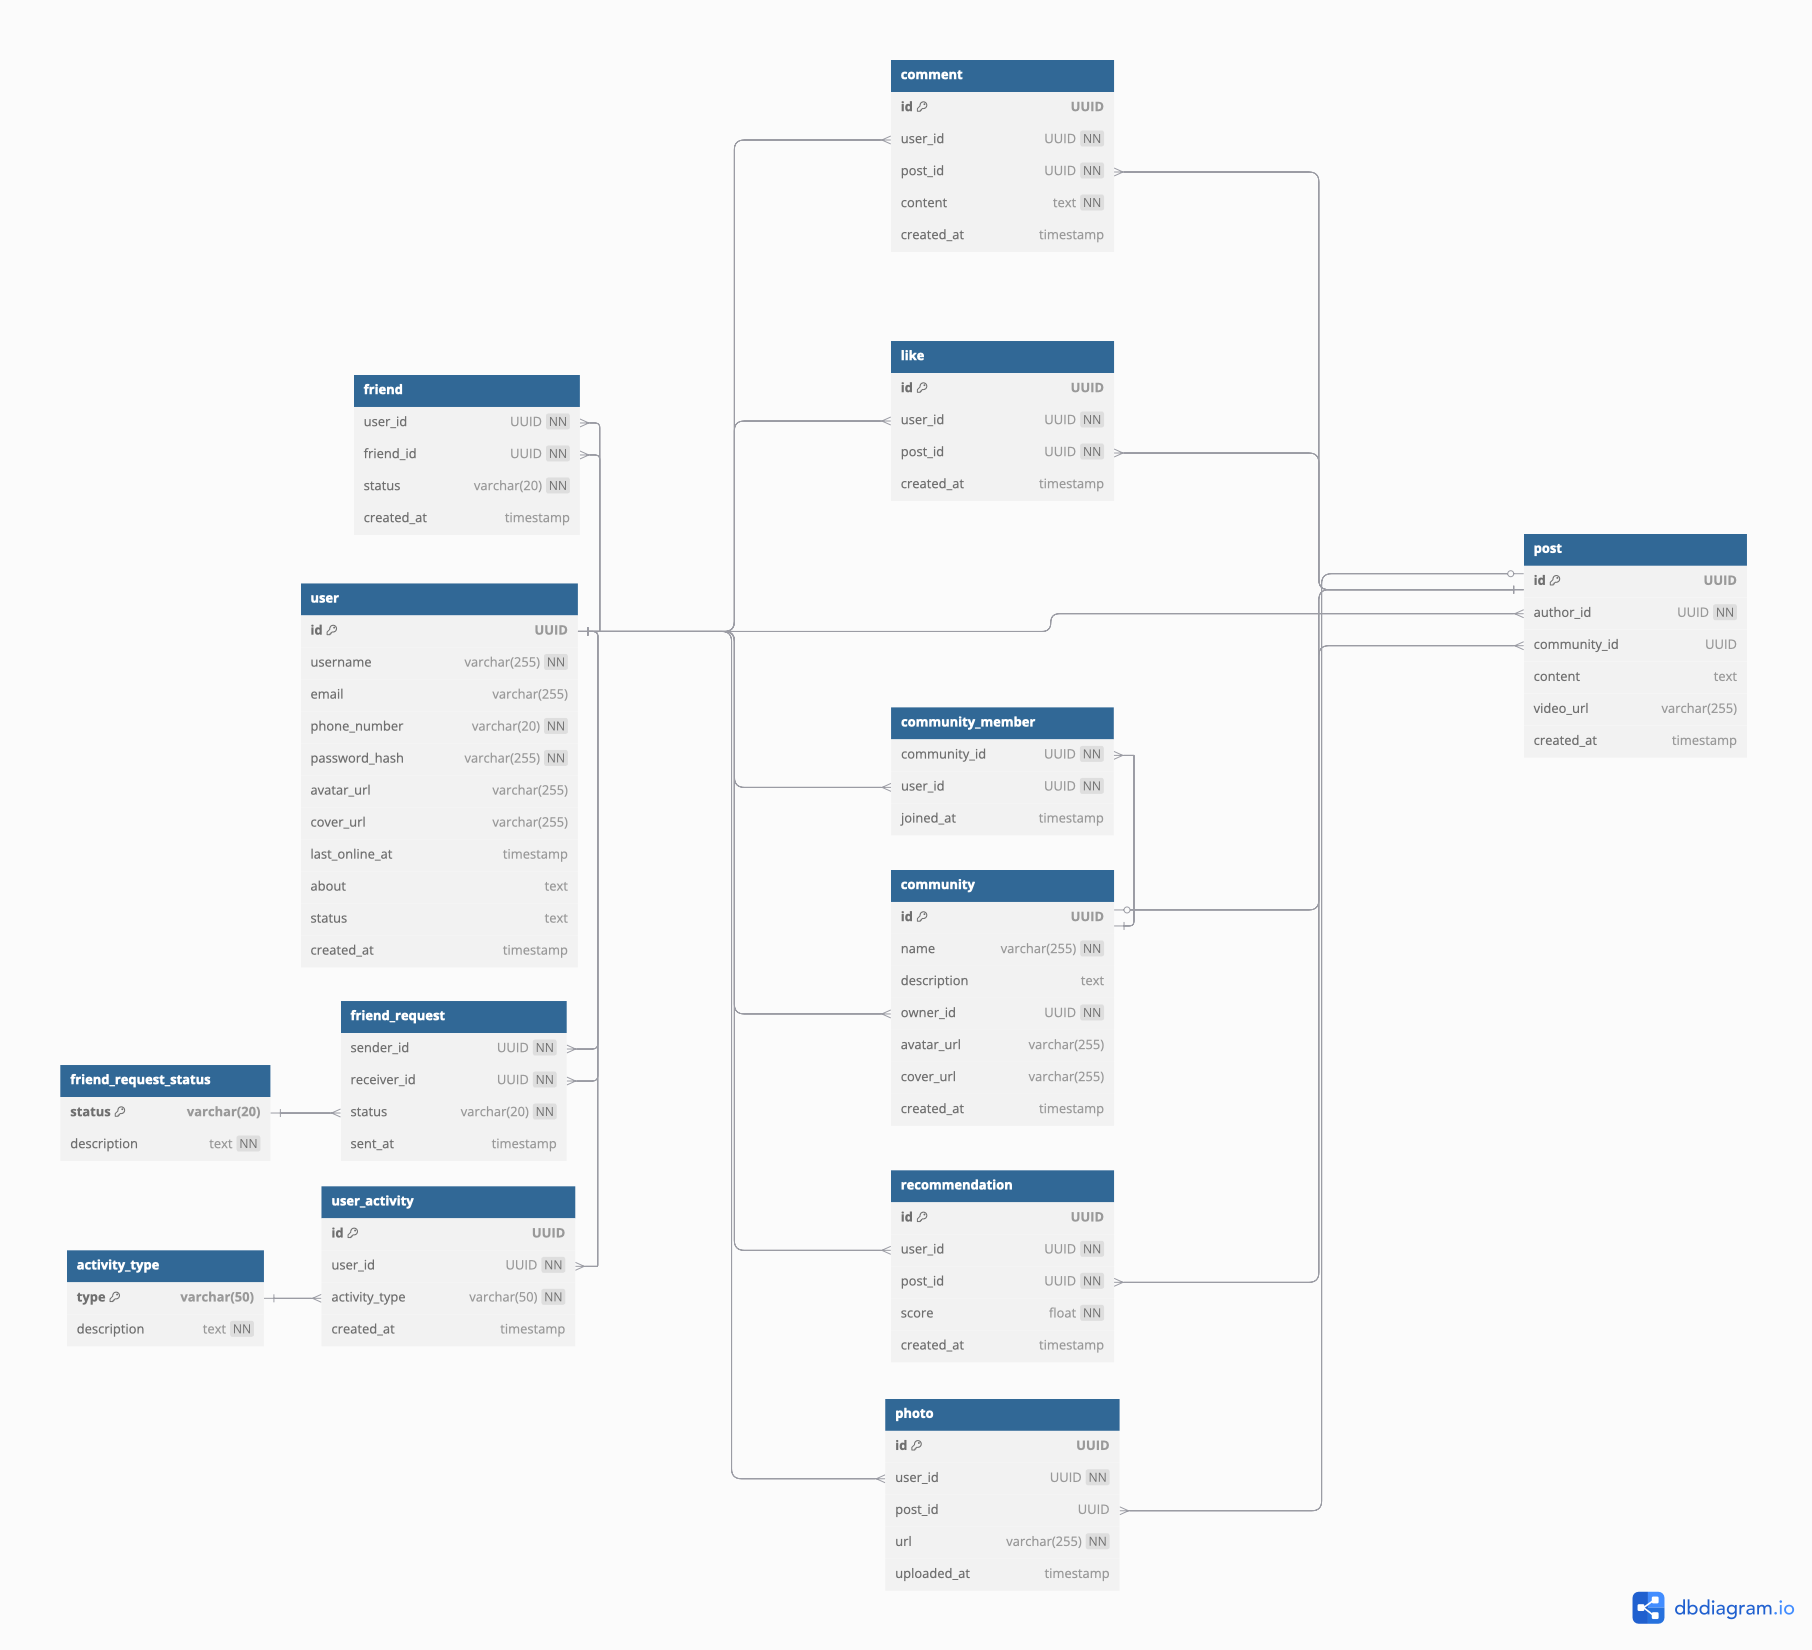 comment
id UUID
user_id UUID NN
post_id UUID NN
content text NN
created_at timestamp
like
id UUID
user_id UUID NN
post_id UUID NN
created_at timestamp
friend
user_id UUID NN
friend_id UUID NN
status varchar(20) NN
created_at timestamp
post
id UUID
author_id UUID NN
community_id UUID
content text
video_url varchar(255)
created_at timestamp
user
id UUID
username varchar(255) NN
email varchar(255)
phone_number varchar(20) NN
password_hash varchar(255) NN
avatar_url varchar(255)
cover_url varchar(255)
last_online_at timestamp
about text
status text
created_at timestamp
community_member
community_id UUID NN
user_id UUID NN
joined_at timestamp
community
id UUID
name varchar(255) NN
description text
owner_id UUID NN
avatar_url varchar(255)
cover_url varchar(255)
created_at timestamp
friend_request
sender_id UUID NN
receiver_id UUID NN
status varchar(20) NN
sent_at timestamp
friend_request_status
status varchar(20)
description text NN
user_activity
id UUID
user_id UUID NN
activity_type varchar(50) NN
created_at timestamp
activity_type
type varchar(50)
description text NN
recommendation
id UUID
user_id UUID NN
post_id UUID NN
score float NN
created_at timestamp
photo
id UUID
user_id UUID NN
post_id UUID
url varchar(255) NN
uploaded_at timestamp
dbdiagram.io